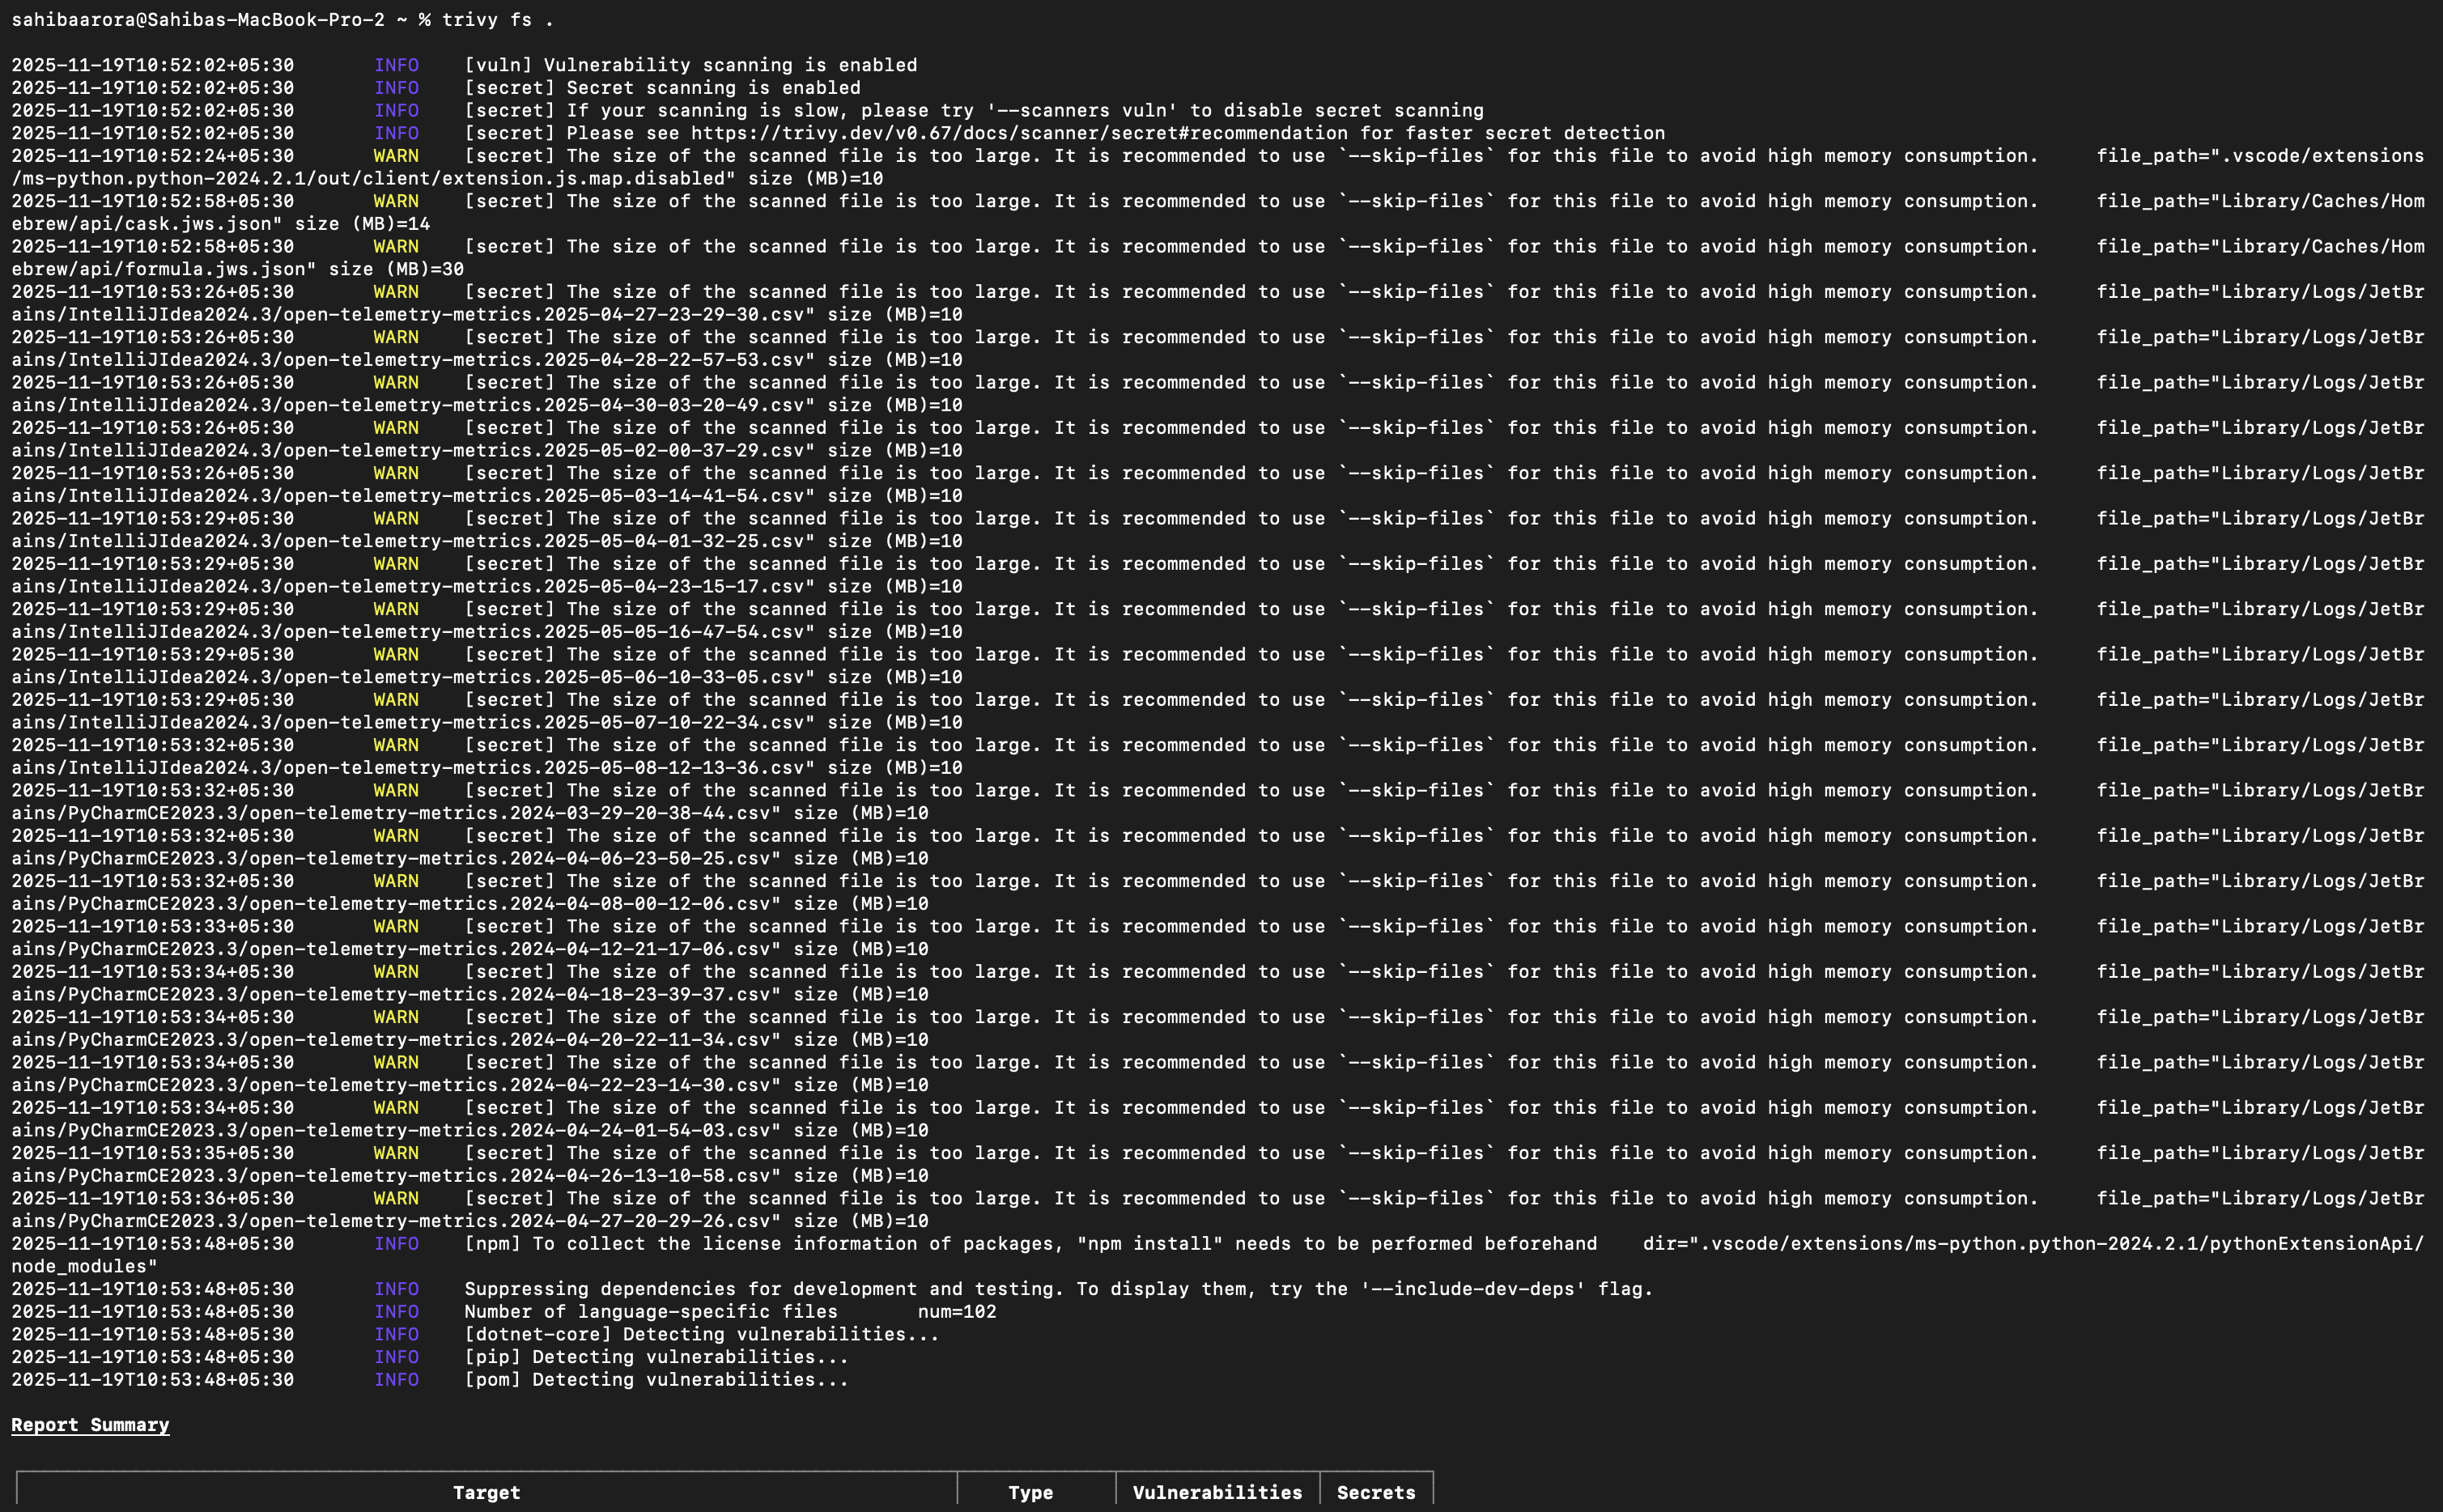 sahibaarora@Sahibas-MacBook-Pro-2 ~ % trivy fs .
2025-11-19T10:52:02+05:30 INFO [vuln] Vulnerability scanning is enabled
2025-11-19T10:52:02+05:30 INFO [secret] Secret scanning is enabled
2025-11-19T10:52:02+05:30 INFO [secret] If your scanning is slow, please try '--scanners vuln' to disable secret scanning
2025-11-19T10:52:02+05:30 INFO [secret] Please see https://trivy.dev/v0.67/docs/scanner/secret#recommendation for faster secret detection
2025-11-19T10:52:24+05:30 WARN [secret] The size of the scanned file is too large. It is recommended to use `--skip-files` for this file to avoid high memory consumption. file_path=".vscode/extensions
/ms-python.python-2024.2.1/out/client/extension.js.map.disabled" size (MB)=10
2025-11-19T10:52:58+05:30 WARN [secret] The size of the scanned file is too large. It is recommended to use `--skip-files` for this file to avoid high memory consumption. file_path="Library/Caches/Hom
ebrew/api/cask.jws.json" size (MB)=14
2025-11-19T10:52:58+05:30 WARN [secret] The size of the scanned file is too large. It is recommended to use `--skip-files` for this file to avoid high memory consumption. file_path="Library/Caches/Hom
ebrew/api/formula.jws.json" size (MB)=30
2025-11-19T10:53:26+05:30 WARN [secret] The size of the scanned file is too large. It is recommended to use `--skip-files` for this file to avoid high memory consumption. file_path="Library/Logs/JetBr
ains/IntelliJIdea2024.3/open-telemetry-metrics.2025-04-27-23-29-30.csv" size (MB)=10
2025-11-19T10:53:26+05:30 WARN [secret] The size of the scanned file is too large. It is recommended to use `--skip-files` for this file to avoid high memory consumption. file_path="Library/Logs/JetBr
ains/IntelliJIdea2024.3/open-telemetry-metrics.2025-04-28-22-57-53.csv" size (MB)=10
2025-11-19T10:53:26+05:30 WARN [secret] The size of the scanned file is too large. It is recommended to use `--skip-files` for this file to avoid high memory consumption. file_path="Library/Logs/JetBr
ains/IntelliJIdea2024.3/open-telemetry-metrics.2025-04-30-03-20-49.csv" size (MB)=10
2025-11-19T10:53:26+05:30 WARN [secret] The size of the scanned file is too large. It is recommended to use `--skip-files` for this file to avoid high memory consumption. file_path="Library/Logs/JetBr
ains/IntelliJIdea2024.3/open-telemetry-metrics.2025-05-02-00-37-29.csv" size (MB)=10
2025-11-19T10:53:26+05:30 WARN [secret] The size of the scanned file is too large. It is recommended to use `--skip-files` for this file to avoid high memory consumption. file_path="Library/Logs/JetBr
ains/IntelliJIdea2024.3/open-telemetry-metrics.2025-05-03-14-41-54.csv" size (MB)=10
2025-11-19T10:53:29+05:30 WARN [secret] The size of the scanned file is too large. It is recommended to use `--skip-files` for this file to avoid high memory consumption. file_path="Library/Logs/JetBr
ains/IntelliJIdea2024.3/open-telemetry-metrics.2025-05-04-01-32-25.csv" size (MB)=10
2025-11-19T10:53:29+05:30 WARN [secret] The size of the scanned file is too large. It is recommended to use `--skip-files` for this file to avoid high memory consumption. file_path="Library/Logs/JetBr
ains/IntelliJIdea2024.3/open-telemetry-metrics.2025-05-04-23-15-17.csv" size (MB)=10
2025-11-19T10:53:29+05:30 WARN [secret] The size of the scanned file is too large. It is recommended to use `--skip-files` for this file to avoid high memory consumption. file_path="Library/Logs/JetBr
ains/IntelliJIdea2024.3/open-telemetry-metrics.2025-05-05-16-47-54.csv" size (MB)=10
2025-11-19T10:53:29+05:30 WARN [secret] The size of the scanned file is too large. It is recommended to use `--skip-files` for this file to avoid high memory consumption. file_path="Library/Logs/JetBr
ains/IntelliJIdea2024.3/open-telemetry-metrics.2025-05-06-10-33-05.csv" size (MB)=10
2025-11-19T10:53:29+05:30 WARN [secret] The size of the scanned file is too large. It is recommended to use `--skip-files` for this file to avoid high memory consumption. file_path="Library/Logs/JetBr
ains/IntelliJIdea2024.3/open-telemetry-metrics.2025-05-07-10-22-34.csv" size (MB)=10
2025-11-19T10:53:32+05:30 WARN [secret] The size of the scanned file is too large. It is recommended to use `--skip-files` for this file to avoid high memory consumption. file_path="Library/Logs/JetBr
ains/IntelliJIdea2024.3/open-telemetry-metrics.2025-05-08-12-13-36.csv" size (MB)=10
2025-11-19T10:53:32+05:30 WARN [secret] The size of the scanned file is too large. It is recommended to use `--skip-files` for this file to avoid high memory consumption. file_path="Library/Logs/JetBr
ains/PyCharmCE2023.3/open-telemetry-metrics.2024-03-29-20-38-44.csv" size (MB)=10
2025-11-19T10:53:32+05:30 WARN [secret] The size of the scanned file is too large. It is recommended to use `--skip-files` for this file to avoid high memory consumption. file_path="Library/Logs/JetBr
ains/PyCharmCE2023.3/open-telemetry-metrics.2024-04-06-23-50-25.csv" size (MB)=10
2025-11-19T10:53:32+05:30 WARN [secret] The size of the scanned file is too large. It is recommended to use `--skip-files` for this file to avoid high memory consumption. file_path="Library/Logs/JetBr
ains/PyCharmCE2023.3/open-telemetry-metrics.2024-04-08-00-12-06.csv" size (MB)=10
2025-11-19T10:53:33+05:30 WARN [secret] The size of the scanned file is too large. It is recommended to use `--skip-files` for this file to avoid high memory consumption. file_path="Library/Logs/JetBr
ains/PyCharmCE2023.3/open-telemetry-metrics.2024-04-12-21-17-06.csv" size (MB)=10
2025-11-19T10:53:34+05:30 WARN [secret] The size of the scanned file is too large. It is recommended to use `--skip-files` for this file to avoid high memory consumption. file_path="Library/Logs/JetBr
ains/PyCharmCE2023.3/open-telemetry-metrics.2024-04-18-23-39-37.csv" size (MB)=10
2025-11-19T10:53:34+05:30 WARN [secret] The size of the scanned file is too large. It is recommended to use `--skip-files` for this file to avoid high memory consumption. file_path="Library/Logs/JetBr
ains/PyCharmCE2023.3/open-telemetry-metrics.2024-04-20-22-11-34.csv" size (MB)=10
2025-11-19T10:53:34+05:30 WARN [secret] The size of the scanned file is too large. It is recommended to use `--skip-files` for this file to avoid high memory consumption. file_path="Library/Logs/JetBr
ains/PyCharmCE2023.3/open-telemetry-metrics.2024-04-22-23-14-30.csv" size (MB)=10
2025-11-19T10:53:34+05:30 WARN [secret] The size of the scanned file is too large. It is recommended to use `--skip-files` for this file to avoid high memory consumption. file_path="Library/Logs/JetBr
ains/PyCharmCE2023.3/open-telemetry-metrics.2024-04-24-01-54-03.csv" size (MB)=10
2025-11-19T10:53:35+05:30 WARN [secret] The size of the scanned file is too large. It is recommended to use `--skip-files` for this file to avoid high memory consumption. file_path="Library/Logs/JetBr
ains/PyCharmCE2023.3/open-telemetry-metrics.2024-04-26-13-10-58.csv" size (MB)=10
2025-11-19T10:53:36+05:30 WARN [secret] The size of the scanned file is too large. It is recommended to use `--skip-files` for this file to avoid high memory consumption. file_path="Library/Logs/JetBr
ains/PyCharmCE2023.3/open-telemetry-metrics.2024-04-27-20-29-26.csv" size (MB)=10
2025-11-19T10:53:48+05:30 INFO [npm] To collect the license information of packages, "npm install" needs to be performed beforehand dir=".vscode/extensions/ms-python.python-2024.2.1/pythonExtensionApi/
node_modules"
2025-11-19T10:53:48+05:30 INFO Suppressing dependencies for development and testing. To display them, try the '--include-dev-deps' flag.
2025-11-19T10:53:48+05:30 INFO Number of language-specific files num=102
2025-11-19T10:53:48+05:30 INFO [dotnet-core] Detecting vulnerabilities...
2025-11-19T10:53:48+05:30 INFO [pip] Detecting vulnerabilities...
2025-11-19T10:53:48+05:30 INFO [pom] Detecting vulnerabilities...
Report Summary
Target Type Vulnerabilities Secrets